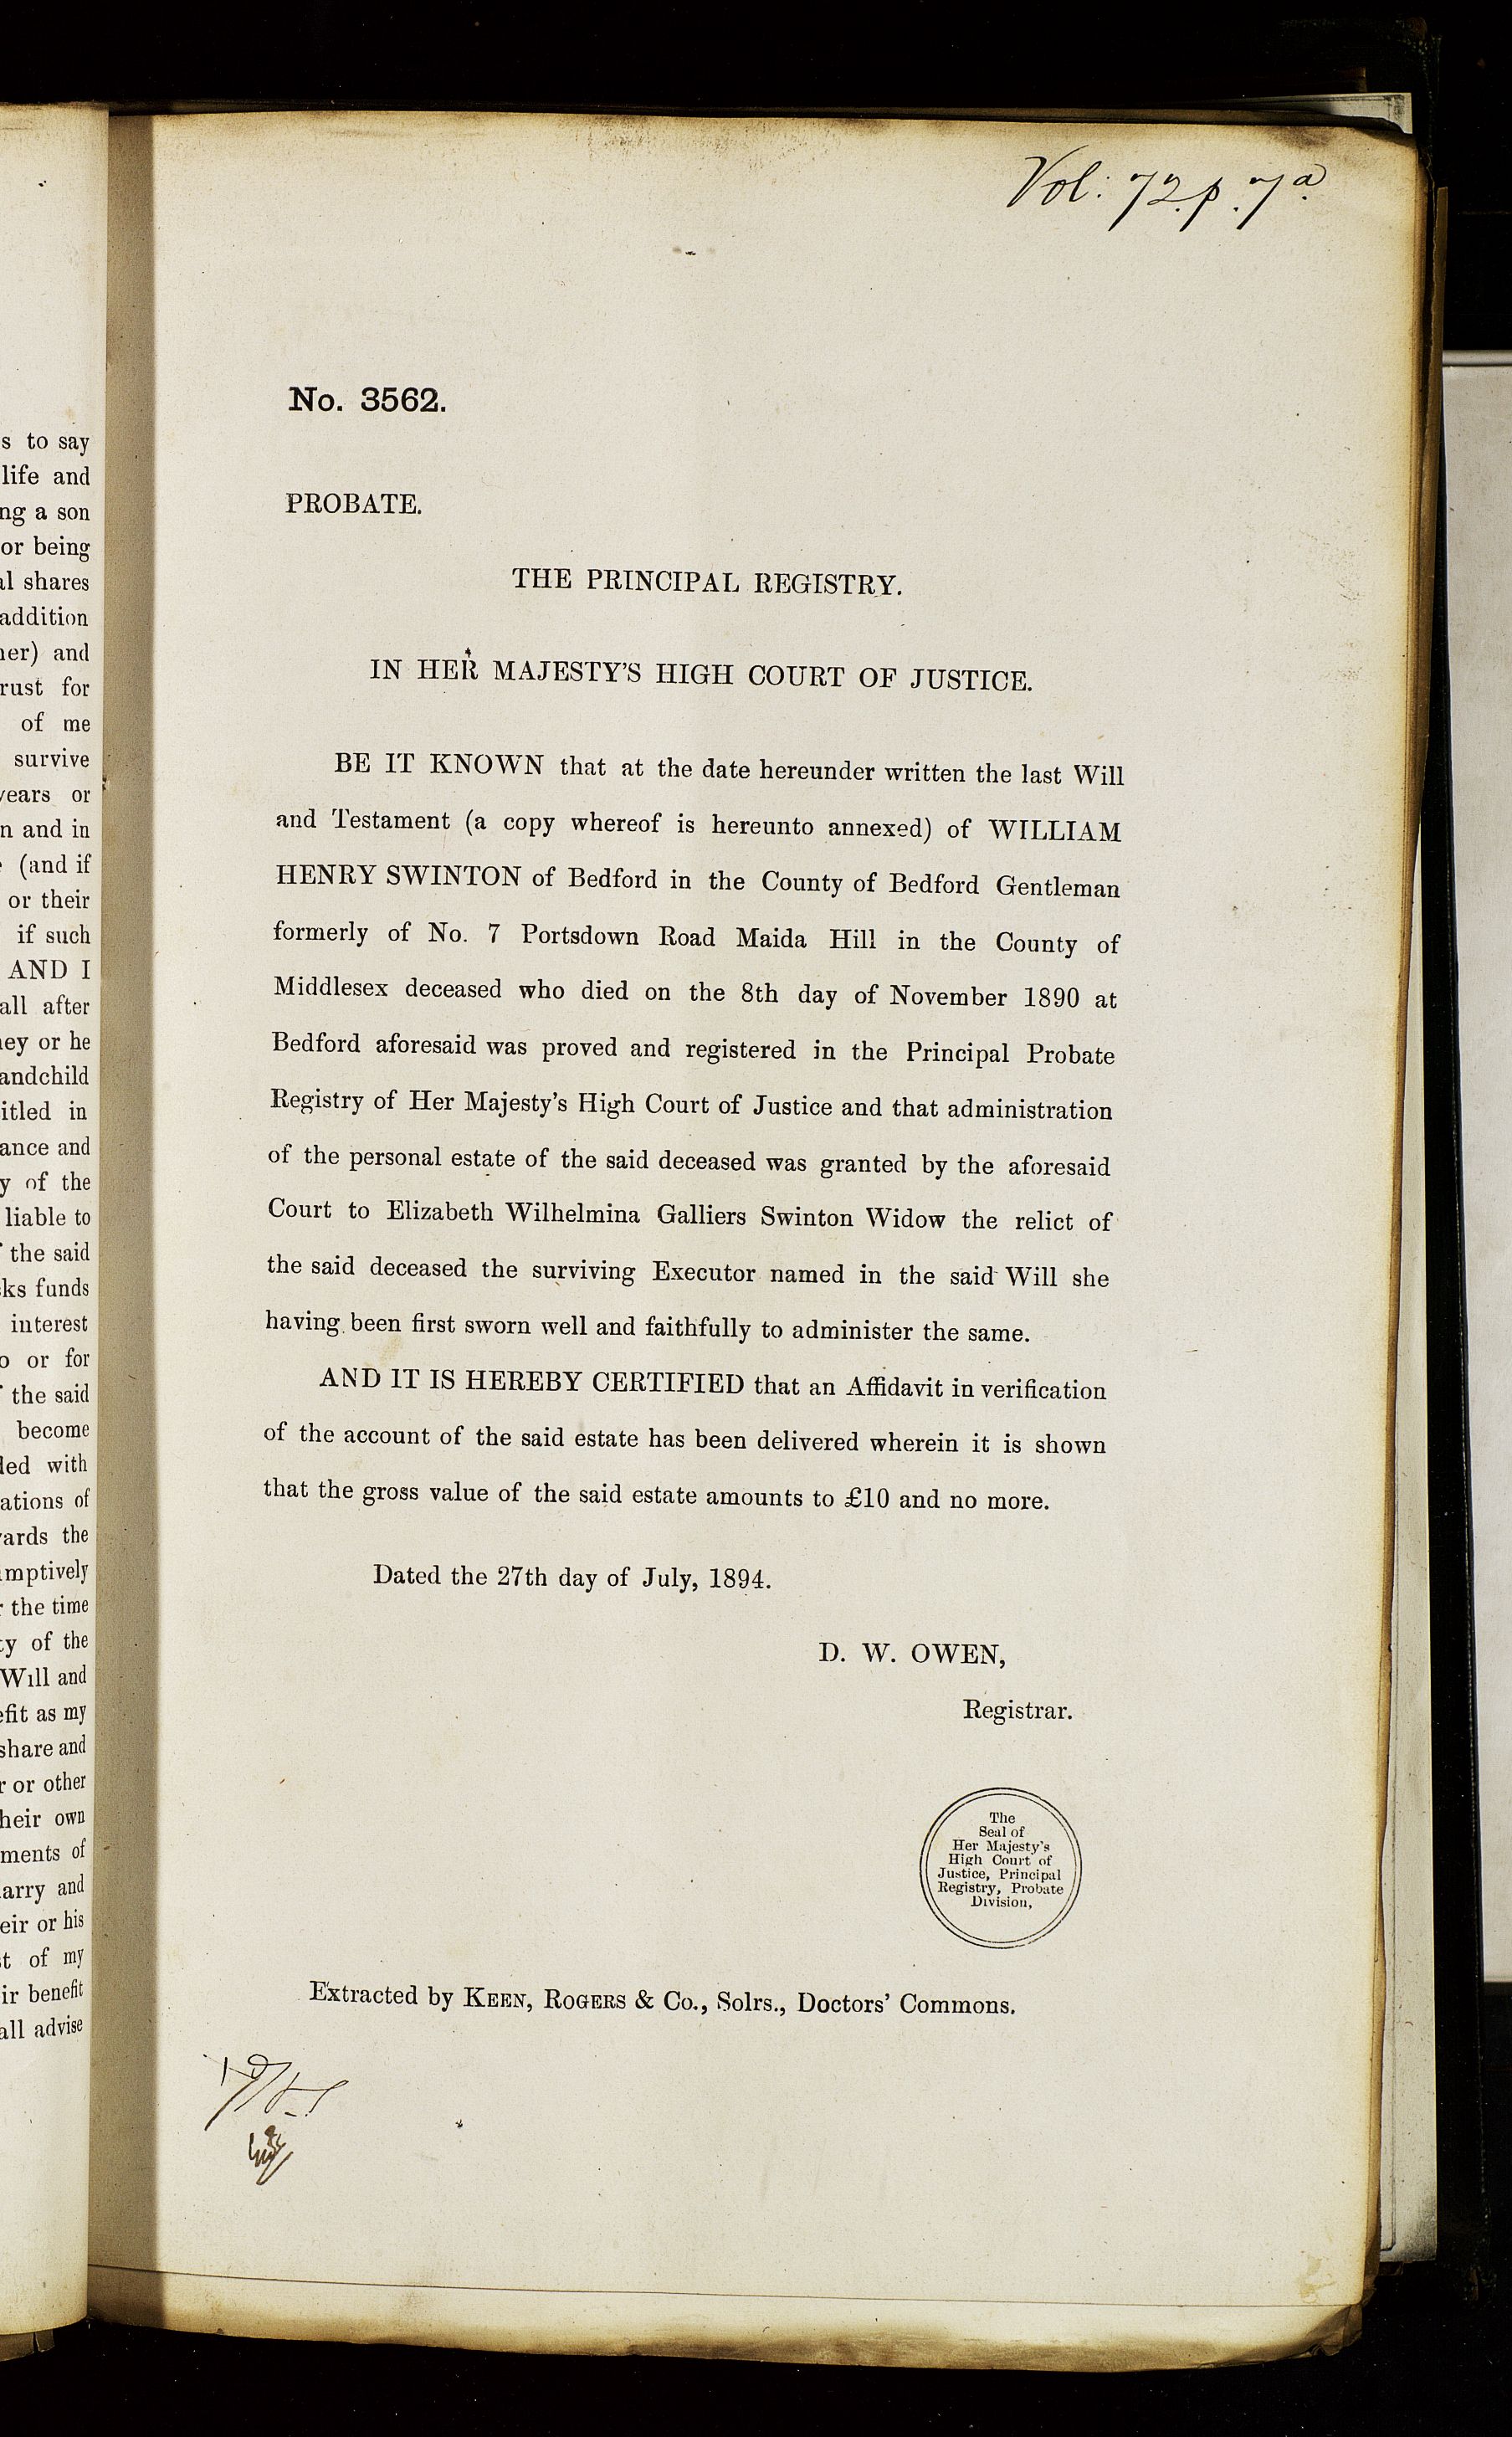 s to say
life and
ng a son
or being
al shares
addition
her) and
rust for
of me
survive
years or
n and in
(and if
or their
if such
AND I
all after
ney or he
andchild
itled in
ance and
y of the
liable to
the said
cks funds
interest
o or for
the said
become
ded with
ations of
ards the
mptively
r the time
ty of the
Will and
efit as my
share and
r or other
heir own
ments of
arry and
eir or his
st of my
ir benefit
all advise
Vol: 72. p. 7a.
No. 3562.
PROBATE.
THE PRINCIPAL REGISTRY.
IN HER MAJESTY'S HIGH COURT OF JUSTICE.
BE IT KNOWN that at the date hereunder written the last Will
and Testament (a copy whereof is hereunto annexed) of WILLIAM
HENRY SWINTON of Bedford in the County of Bedford Gentleman
formerly of No. 7 Portsdown Road Maida Hill in the County of
Middlesex deceased who died on the 8th day of November 1890 at
Bedford aforesaid was proved and registered in the Principal Probate
Registry of Her Majesty's High Court of Justice and that administration
of the personal estate of the said deceased was granted by the aforesaid
Court to Elizabeth Wilhelmina Galliers Swinton Widow the relict of
the said deceased the surviving Executor named in the said Will she
having been first sworn well and faithfully to administer the same.
AND IT IS HEREBY CERTIFIED that an Affidavit in verification
of the account of the said estate has been delivered wherein it is shown
that the gross value of the said estate amounts to £10 and no more.
Dated the 27th day of July, 1894.
D. W. OWEN,
Registrar.
The
Seal of
Her Majesty's
High Court of
Justice, Principal
Registry, Probate
Division,
Extracted by KEEN, ROGERS & Co., Solrs., Doctors' Commons.